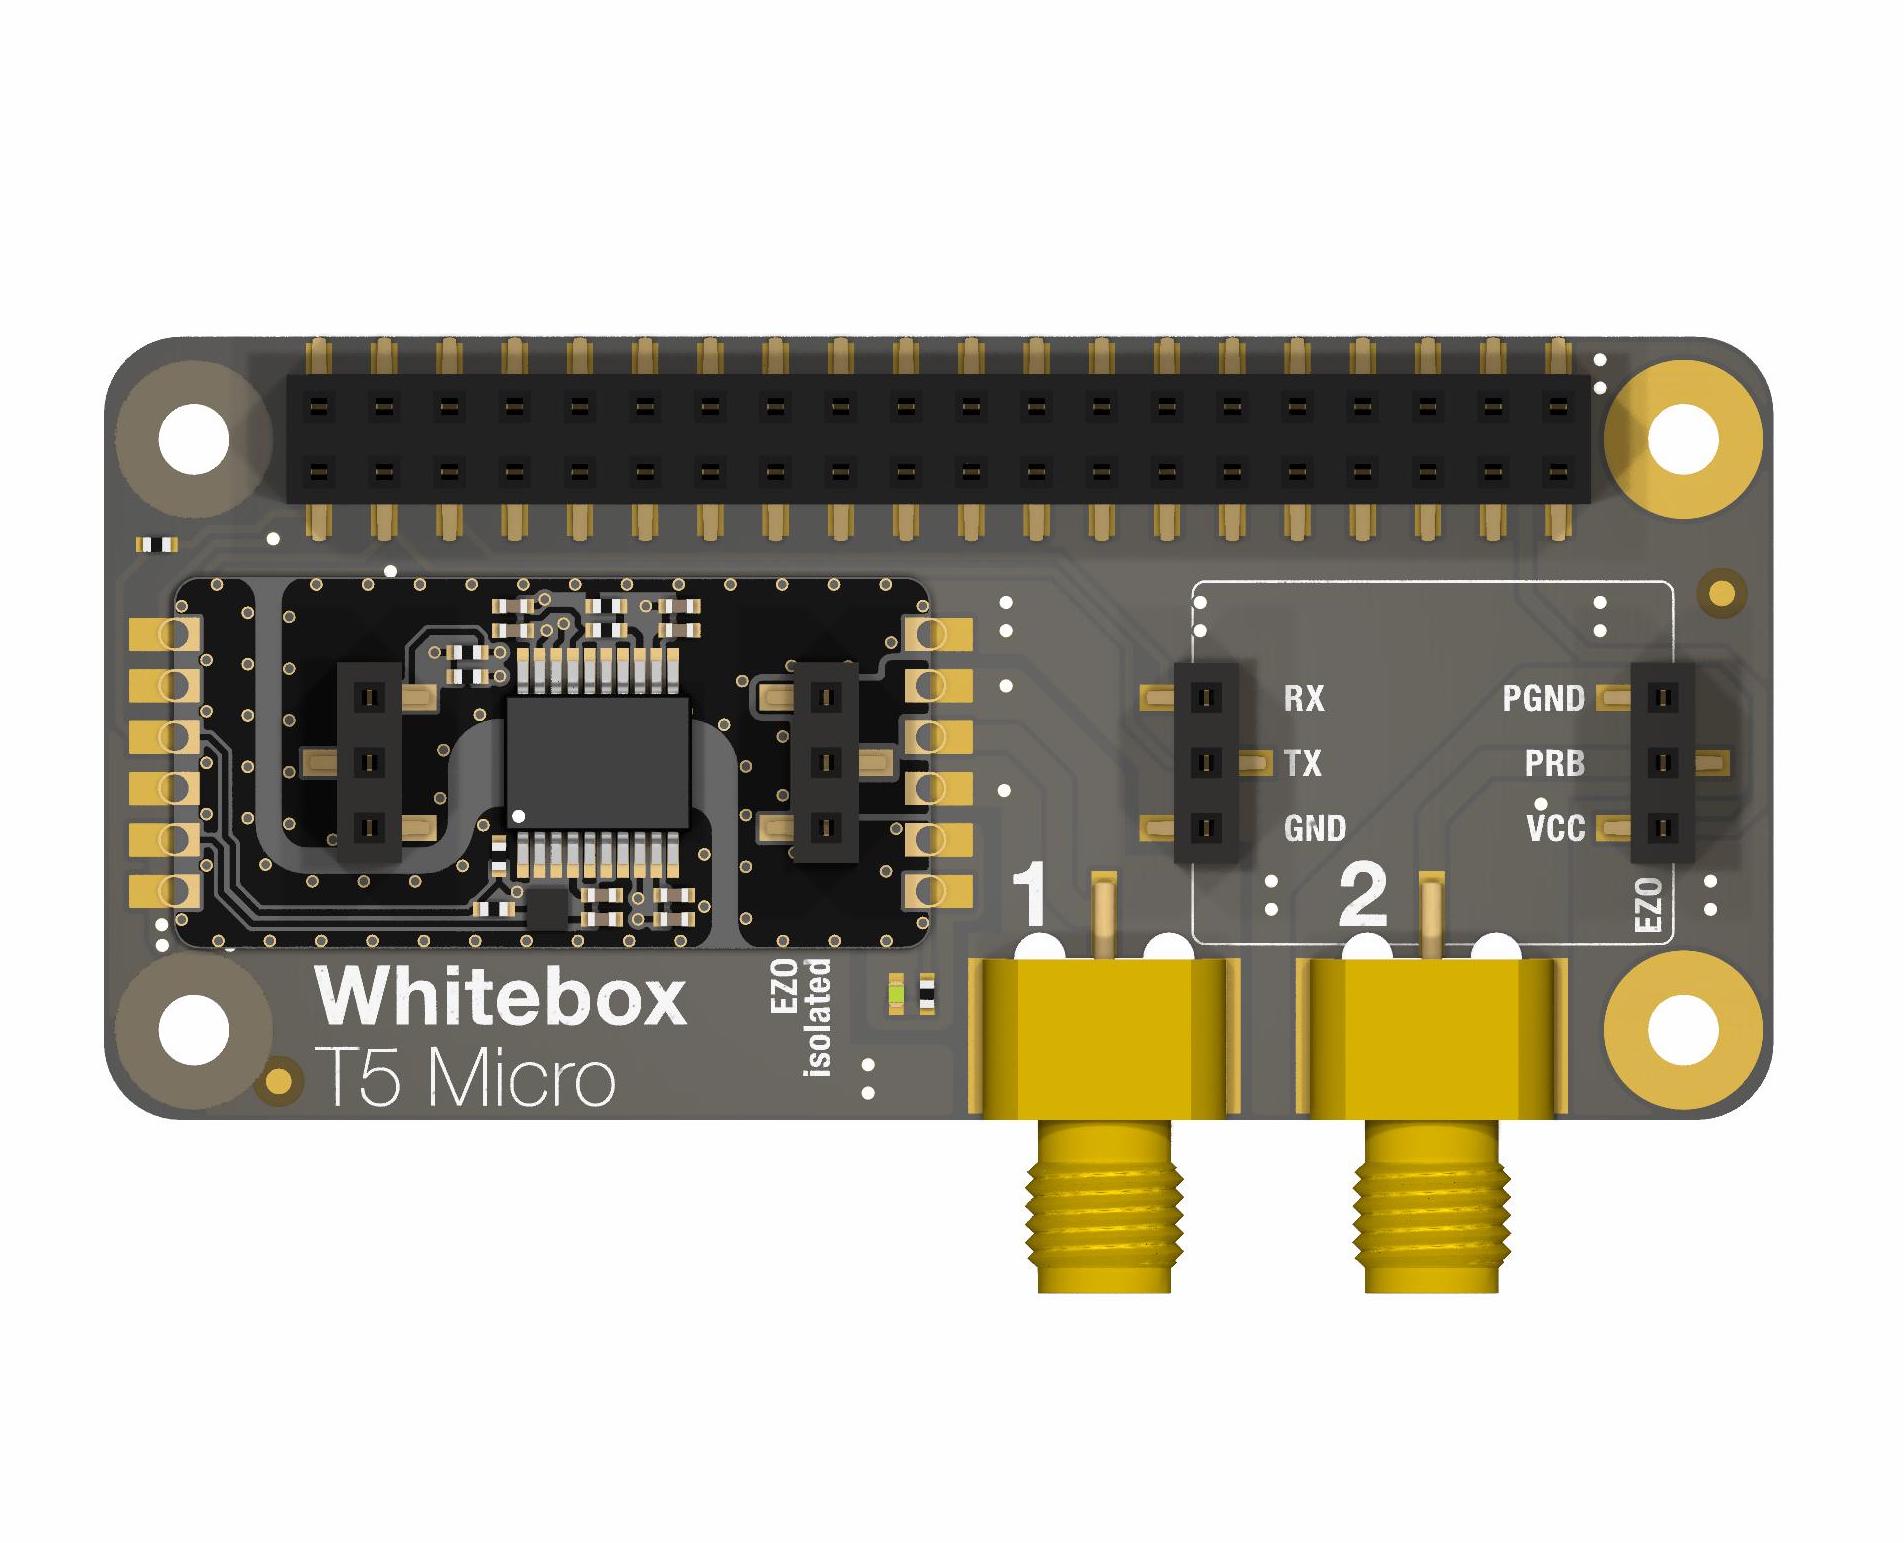 RX
PGND
TX
PRB
GND
VCC
1
2
EZO
Whitebox
T5 Micro
EZO
isolated